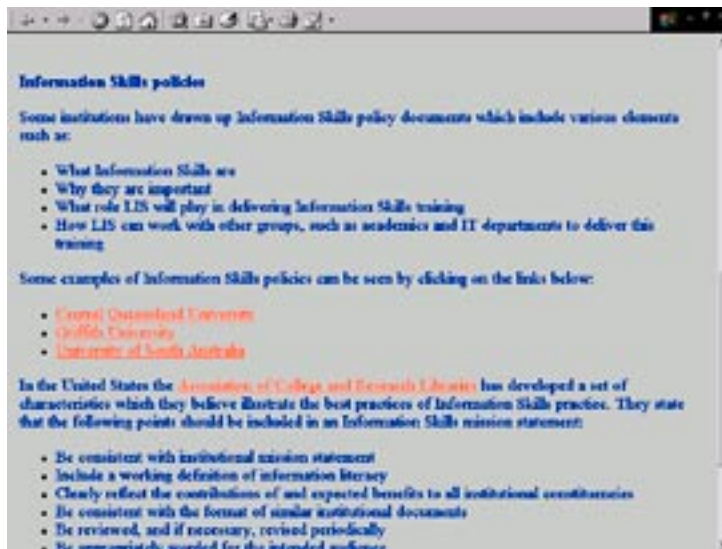 Information Skills policies
Some institutions have drawn up Information Skills policy documents which include various elements
such as:
What Information Skills are
Why they are important
What role LIS will play in delivering Information Skills training
How LIS can work with other groups, such as academics and IT departments to deliver this
training
Some examples of Information Skills policies can be seen by clicking on the links below:
Central Queensland University
Griffith University
University of South Australia
In the United States the Association of College and Research Libraries has developed a set of
characteristics which they believe illustrate the best practices of Information Skills practice. They state
that the following points should be included in an Information Skills mission statement:
Be consistent with institutional mission statement
Include a working definition of information literacy
Clearly reflect the contributions of and expected benefits to all institutional constituencies
Be consistent with the format of similar institutional documents
Be reviewed, and if necessary, revised periodically
Be appropriately worded for the intended audience